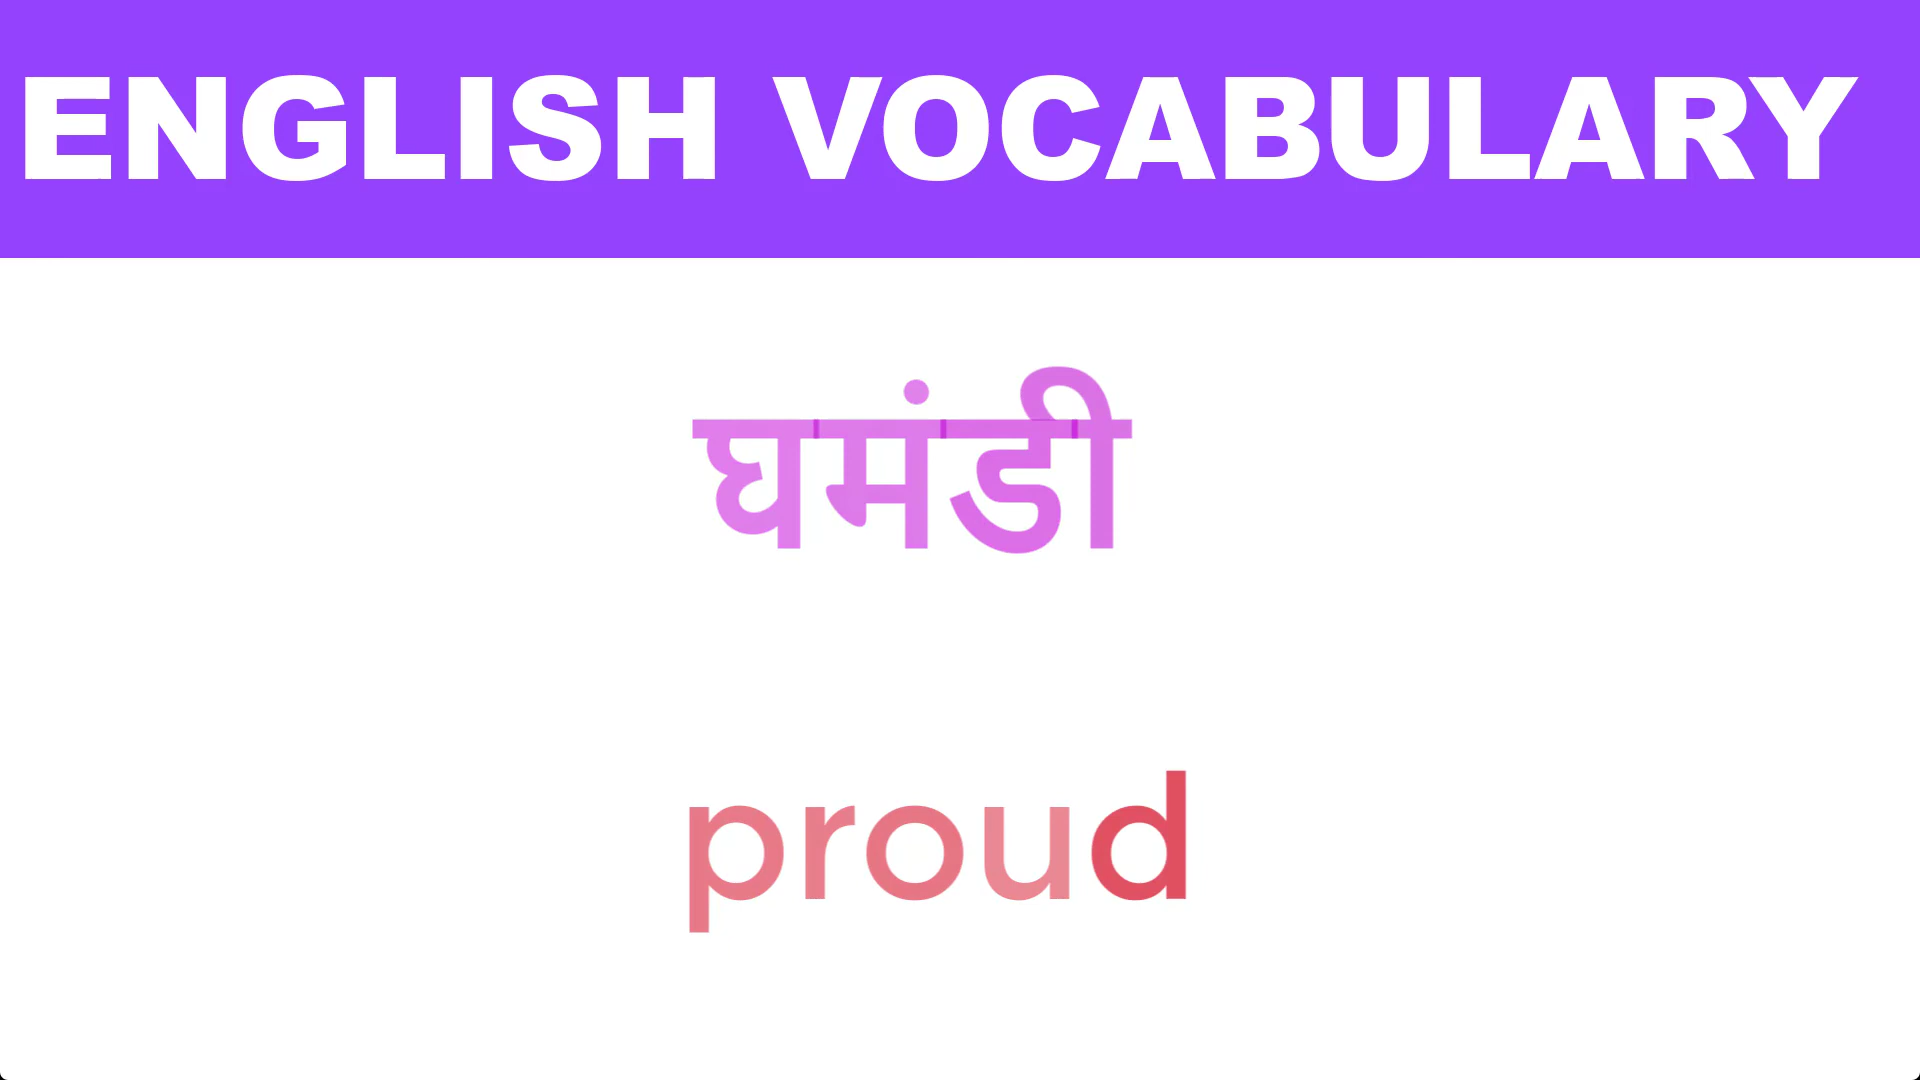 ENGLISH VOCABULARY
घमंडी
proud